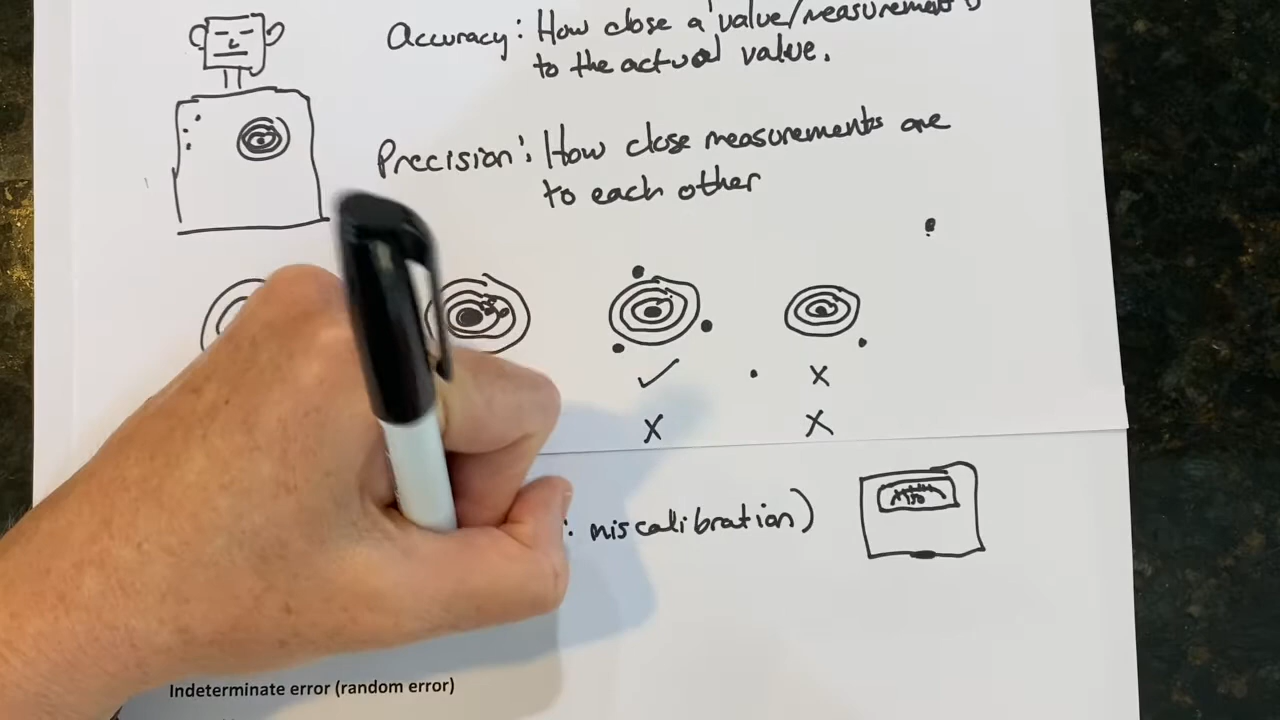 Accuracy: How close a value/measurement is
to the actual value.
Precision: How close measurements are
to each other
✓ X
X X
: miscalibration)
Indeterminate error (random error)